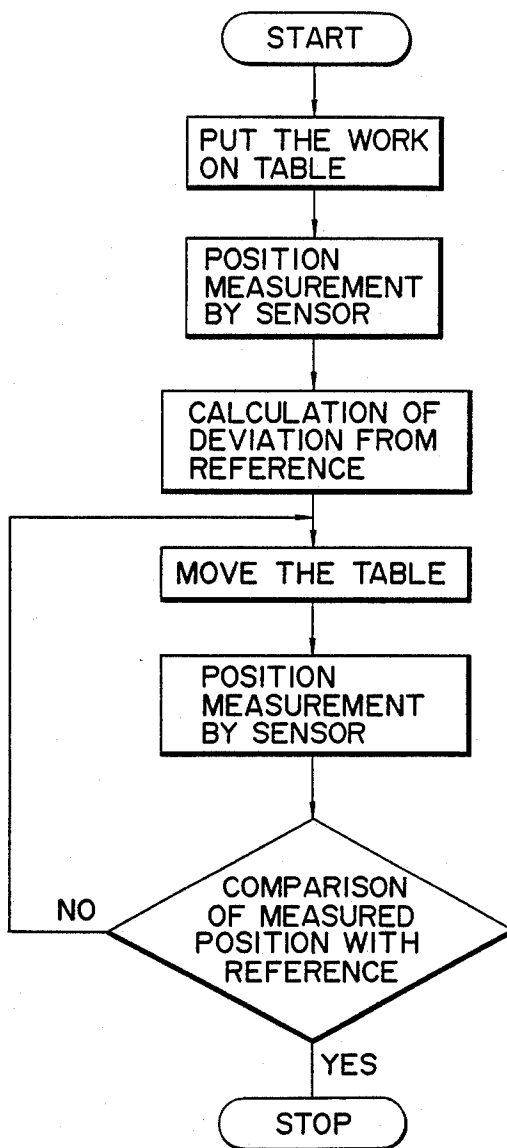 START
PUT THE WORK
ON TABLE
POSITION
MEASUREMENT
BY SENSOR
CALCULATION OF
DEVIATION FROM
REFERENCE
MOVE THE TABLE
POSITION
MEASUREMENT
BY SENSOR
COMPARISON
OF MEASURED
POSITION WITH
REFERENCE
NO
YES
STOP